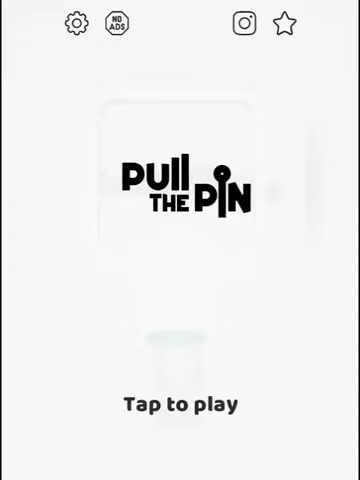 NO
ADS
PUll
THE PiN
Tap to play